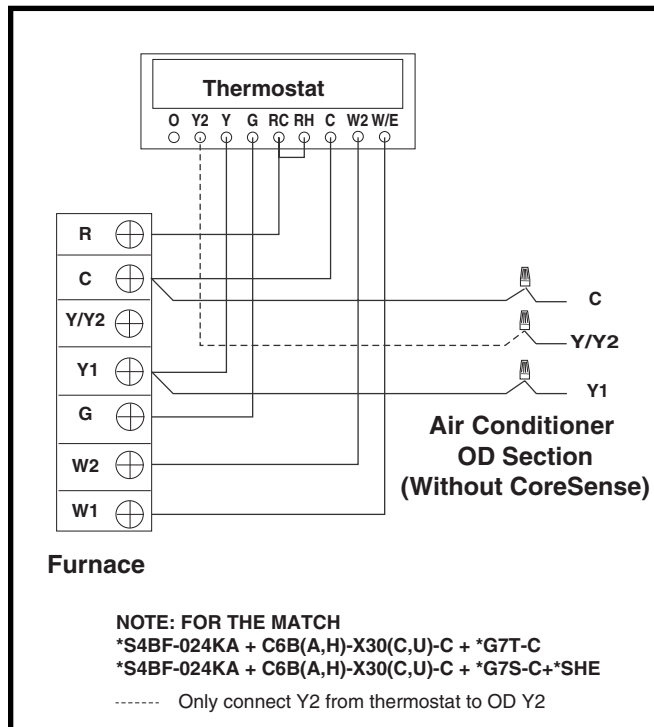 Thermostat
O Y2 Y G RC RH C W2 W/E
R
C
Y/Y2
Y1
G
W2
W1
Furnace
C
Y/Y2
Y1
Air Conditioner
OD Section
(Without CoreSense)
NOTE: FOR THE MATCH
*S4BF-024KA + C6B(A,H)-X30(C,U)-C + *G7T-C
*S4BF-024KA + C6B(A,H)-X30(C,U)-C + *G7S-C+*SHE
------ Only connect Y2 from thermostat to OD Y2